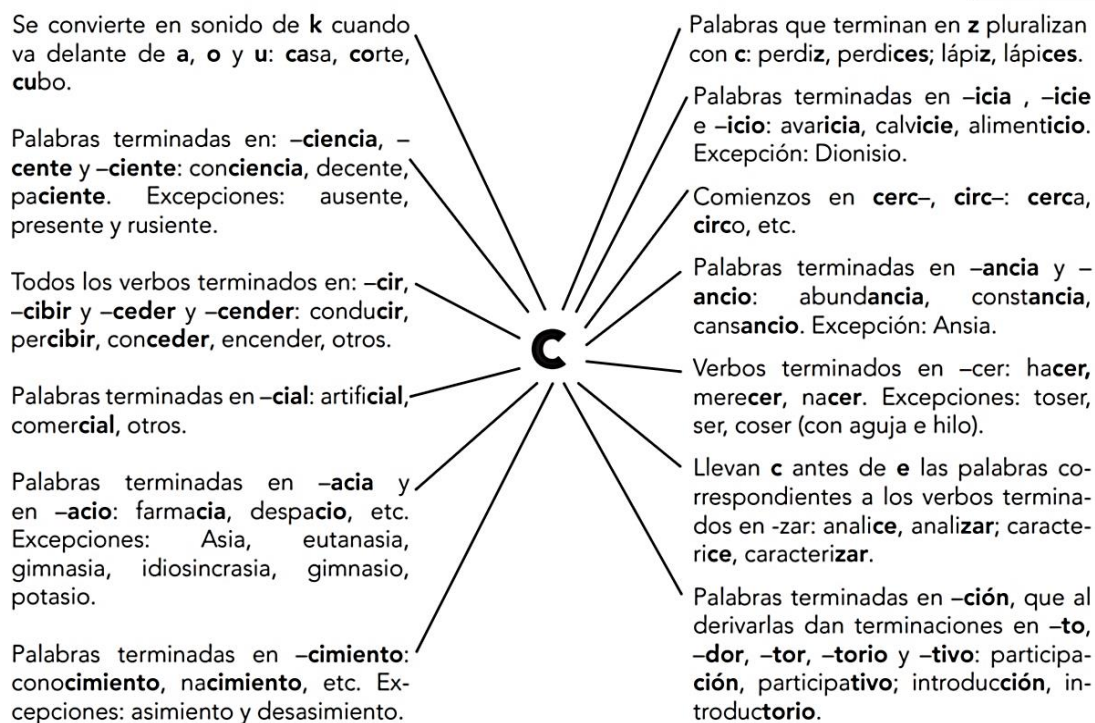 Se convierte en sonido de k cuando
va delante de a, o y u: casa, corte,
cubo.
Palabras terminadas en: –ciencia, –
cente y –ciente: conciencia, decente,
paciente. Excepciones: ausente,
presente y rusiente.
Todos los verbos terminados en: –cir,
–cibir y –ceder y –cender: conducir,
percibir, conceder, encender, otros.
Palabras terminadas en –cial: artificial,
comercial, otros.
Palabras terminadas en –acia y
en –acio: farmacia, despacio, etc.
Excepciones: Asia, eutanasia,
gimnasia, idiosincrasia, gimnasio,
potasio.
Palabras terminadas en –cimiento:
conocimiento, nacimiento, etc. Ex-
cepciones: asimiento y desasimiento.
C
Palabras que terminan en z pluralizan
con c: perdiz, perdices; lápiz, lápices.
Palabras terminadas en –icia , –icie
e –icio: avaricia, calvicie, alimenticio.
Excepción: Dionisio.
Comienzos en cerc–, circ–: cerca,
circo, etc.
Palabras terminadas en –ancia y –
ancio: abundancia, constancia,
cansancio. Excepción: Ansia.
Verbos terminados en –cer: hacer,
merecer, nacer. Excepciones: toser,
ser, coser (con aguja e hilo).
Llevan c antes de e las palabras co-
rrespondientes a los verbos termina-
dos en -zar: analice, analizar; caracte-
rice, caracterizar.
Palabras terminadas en –ción, que al
derivarlas dan terminaciones en –to,
–dor, –tor, –torio y –tivo: participa-
ción, participativo; introducción, in-
troductorio.